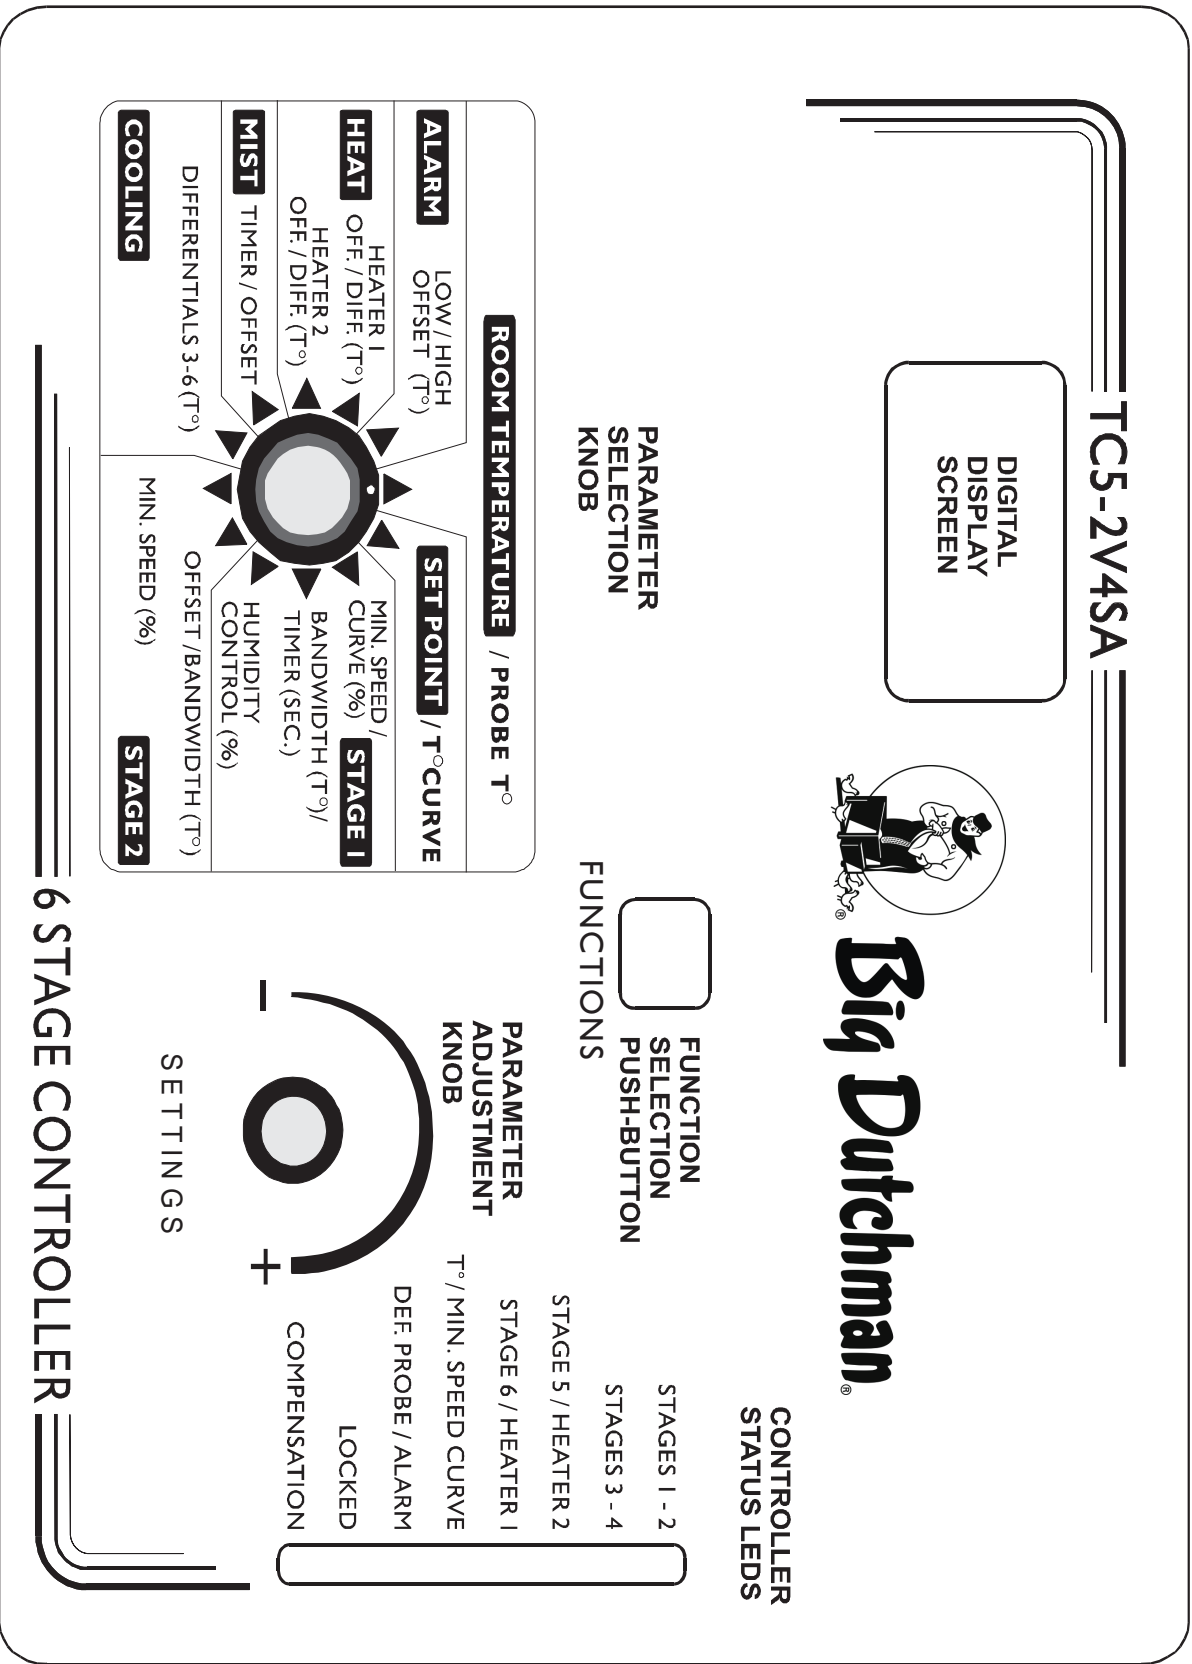 TC5-2V4SA
DIGITAL
DISPLAY
SCREEN
®
Big Dutchman®
CONTROLLER
STATUS LEDS
PARAMETER
SELECTION
KNOB
FUNCTION
SELECTION
PUSH-BUTTON
FUNCTIONS
STAGES 1 - 2
STAGES 3 - 4
STAGE 5 / HEATER 2
STAGE 6 / HEATER 1
T° / MIN. SPEED CURVE
DEF. PROBE / ALARM
LOCKED
COMPENSATION
ROOM TEMPERATURE / PROBE T°
ALARM
LOW / HIGH
OFFSET (T°)
SET POINT / T°CURVE
HEAT
HEATER 1
OFF. / DIFF. (T°)
HEATER 2
OFF. / DIFF. (T°)
MIN. SPEED /
CURVE (%)
STAGE 1
BANDWIDTH (T°)/
TIMER (SEC.)
MIST TIMER / OFFSET
HUMIDITY
CONTROL (%)
DIFFERENTIALS 3-6 (T°)
COOLING
OFFSET /BANDWIDTH (T°)
MIN. SPEED (%)
STAGE 2
PARAMETER
ADJUSTMENT
KNOB
- +
SETTINGS
6 STAGE CONTROLLER